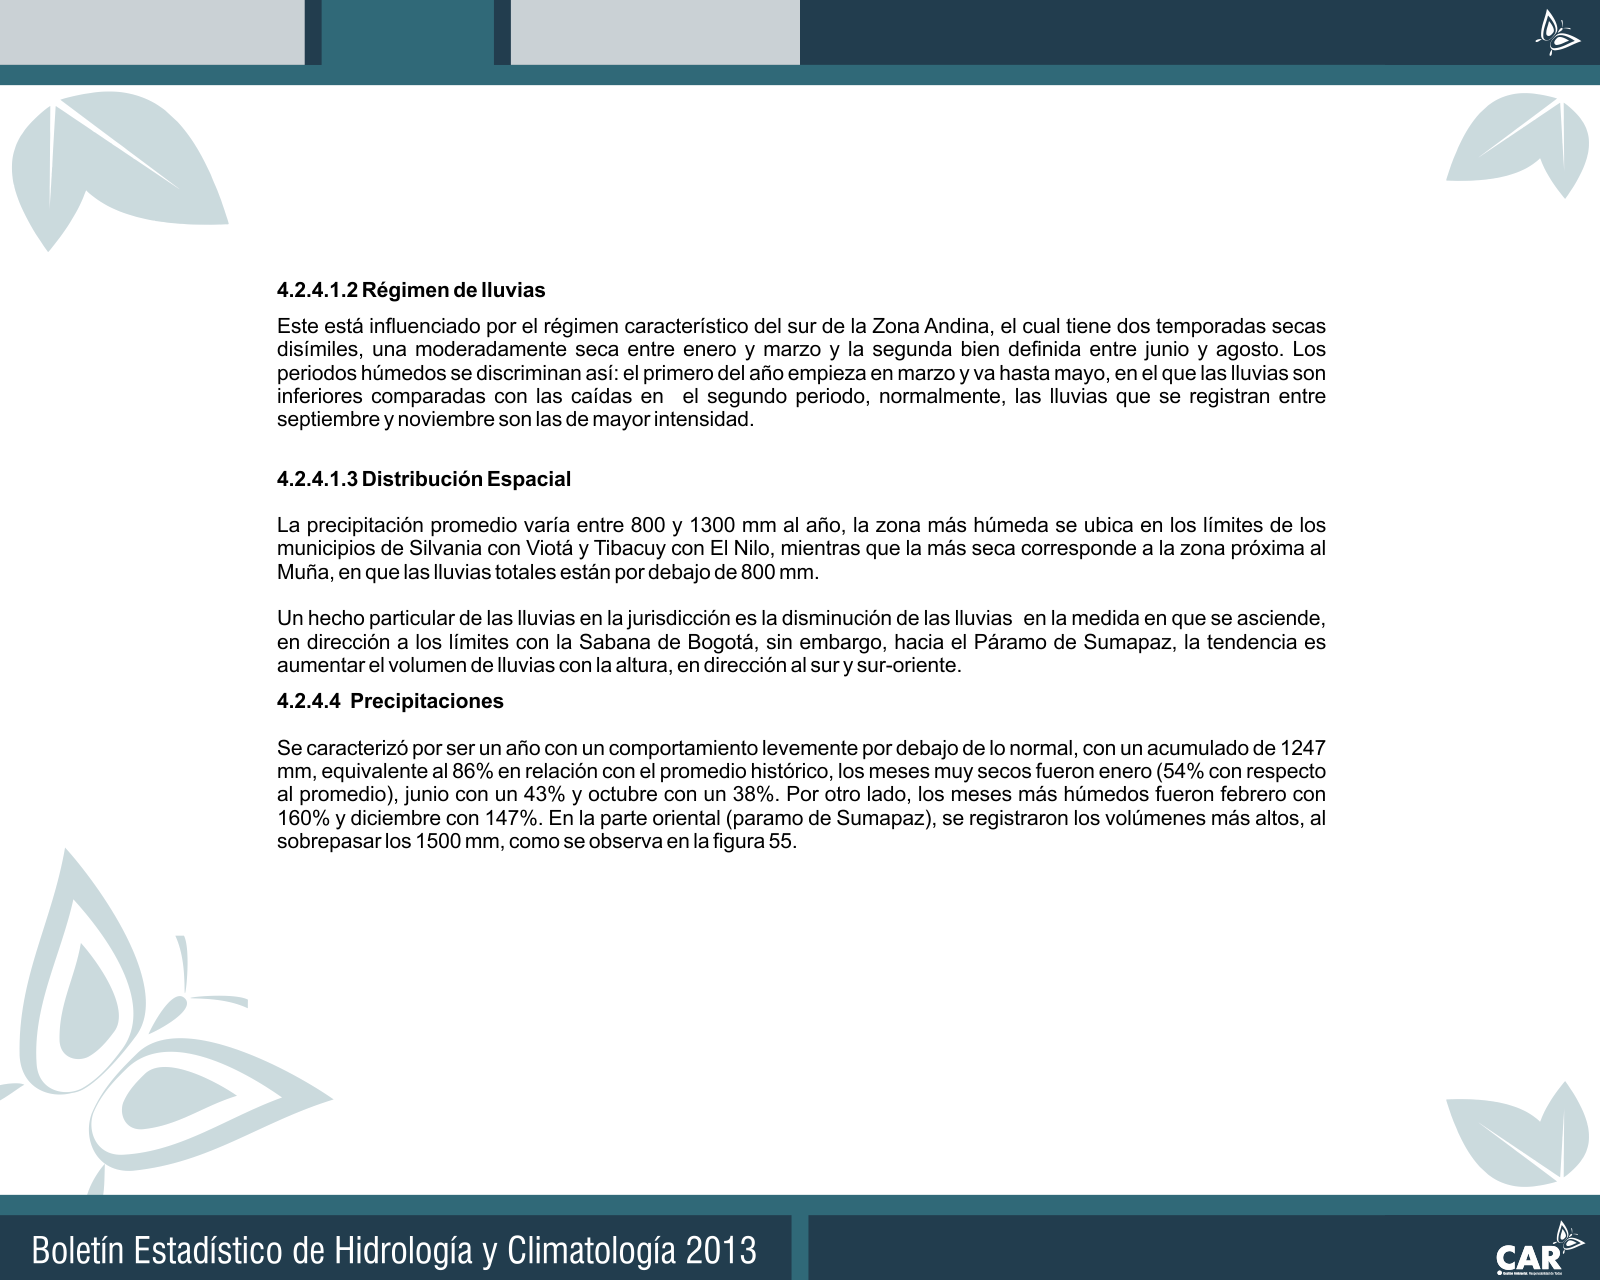 4.2.4.1.2 Régimen de lluvias
Este está influenciado por el régimen característico del sur de la Zona Andina, el cual tiene dos temporadas secas
disímiles, una moderadamente seca entre enero y marzo y la segunda bien definida entre junio y agosto. Los
periodos húmedos se discriminan así: el primero del año empieza en marzo y va hasta mayo, en el que las lluvias son
inferiores comparadas con las caídas en el segundo periodo, normalmente, las lluvias que se registran entre
septiembre y noviembre son las de mayor intensidad.
4.2.4.1.3 Distribución Espacial
La precipitación promedio varía entre 800 y 1300 mm al año, la zona más húmeda se ubica en los límites de los
municipios de Silvania con Viotá y Tibacuy con El Nilo, mientras que la más seca corresponde a la zona próxima al
Muña, en que las lluvias totales están por debajo de 800 mm.
Un hecho particular de las lluvias en la jurisdicción es la disminución de las lluvias en la medida en que se asciende,
en dirección a los límites con la Sabana de Bogotá, sin embargo, hacia el Páramo de Sumapaz, la tendencia es
aumentar el volumen de lluvias con la altura, en dirección al sur y sur-oriente.
4.2.4.4 Precipitaciones
Se caracterizó por ser un año con un comportamiento levemente por debajo de lo normal, con un acumulado de 1247
mm, equivalente al 86% en relación con el promedio histórico, los meses muy secos fueron enero (54% con respecto
al promedio), junio con un 43% y octubre con un 38%. Por otro lado, los meses más húmedos fueron febrero con
160% y diciembre con 147%. En la parte oriental (paramo de Sumapaz), se registraron los volúmenes más altos, al
sobrepasar los 1500 mm, como se observa en la figura 55.
Boletín Estadístico de Hidrología y Climatología 2013
CAR